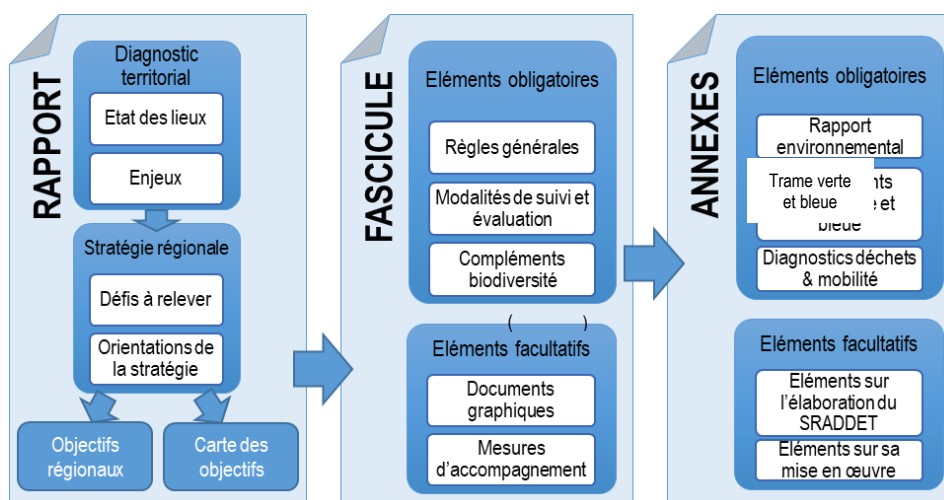 RAPPORT
Diagnostic
territorial
Etat des lieux
Enjeux
Stratégie régionale
Défis à relever
Orientations de
la stratégie
Objectifs
régionaux
Carte des
objectifs
FASCICULE
Eléments obligatoires
Règles générales
Modalités de suivi et
évaluation
Compléments
biodiversité
( )
Eléments facultatifs
Documents
graphiques
Mesures
d'accompagnement
ANNEXES
Eléments obligatoires
Rapport
environnemental
Trame verte
et bleue
et
bleue
Diagnostics déchets
& mobilité
Eléments facultatifs
Eléments sur
l'élaboration du
SRADDET
Eléments sur sa
mise en œuvre